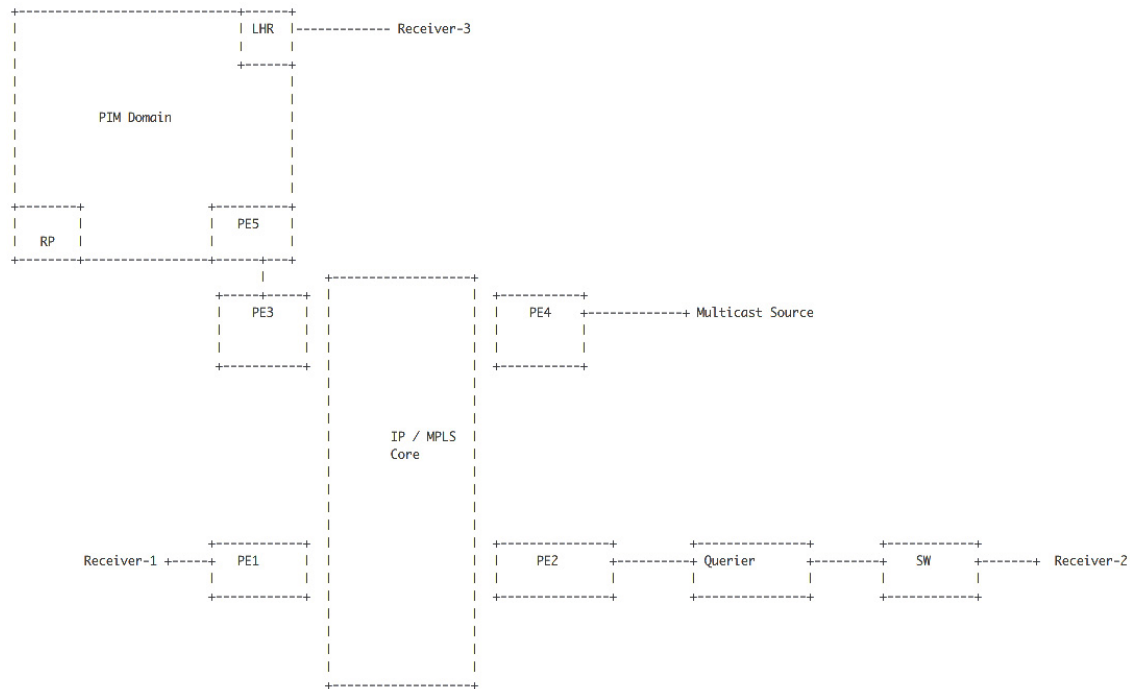 LHR Receiver-3
PIM Domain
PE5
RP
PE3 PE4 Multicast Source
IP / MPLS
Core
Receiver-1 PE1 PE2 Querier SW Receiver-2